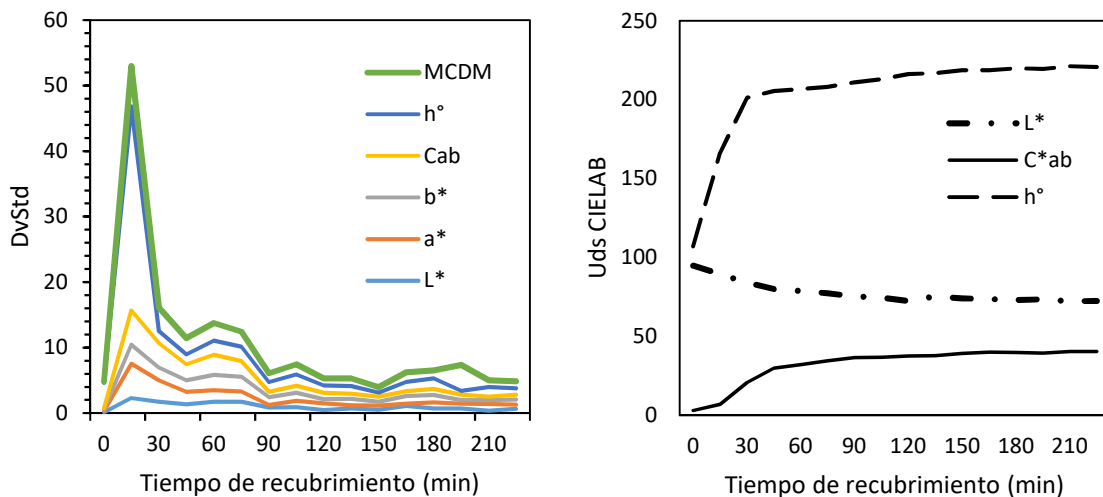 60
50
40
30
20
10
0
DvStd
MCDM
h°
Cab
b*
a*
L*
0 30 60 90 120 150 180 210
Tiempo de recubrimiento (min)
250
200
150
100
50
0
Uds CIELAB
L*
C*ab
h°
0 30 60 90 120 150 180 210
Tiempo de recubrimiento (min)